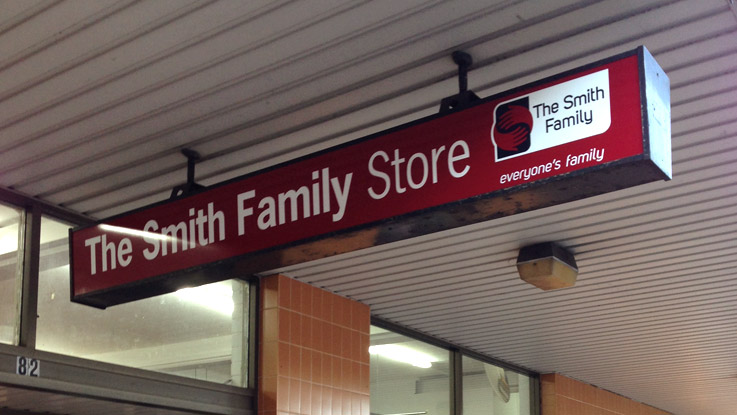 The Smith Family Store
The Smith
Family
everyone's family
82